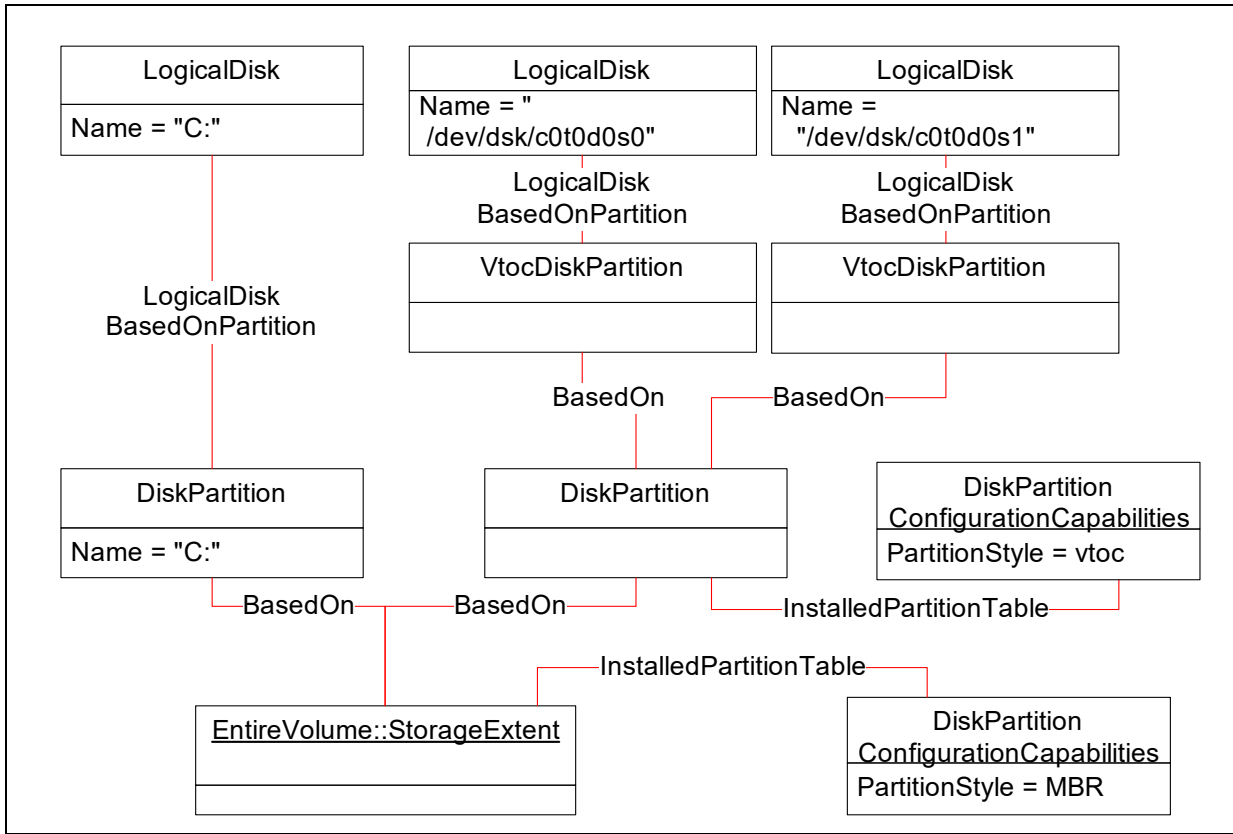 LogicalDisk
Name = "C:"
LogicalDisk
Name = "
/dev/dsk/c0t0d0s0"
LogicalDisk
Name =
"/dev/dsk/c0t0d0s1"
LogicalDisk
BasedOnPartition
LogicalDisk
BasedOnPartition
LogicalDisk
BasedOnPartition
VtocDiskPartition
VtocDiskPartition
BasedOn
BasedOn
DiskPartition
Name = "C:"
DiskPartition
DiskPartition
ConfigurationCapabilities
PartitionStyle = vtoc
BasedOn
BasedOn
InstalledPartitionTable
InstalledPartitionTable
EntireVolume::StorageExtent
DiskPartition
ConfigurationCapabilities
PartitionStyle = MBR